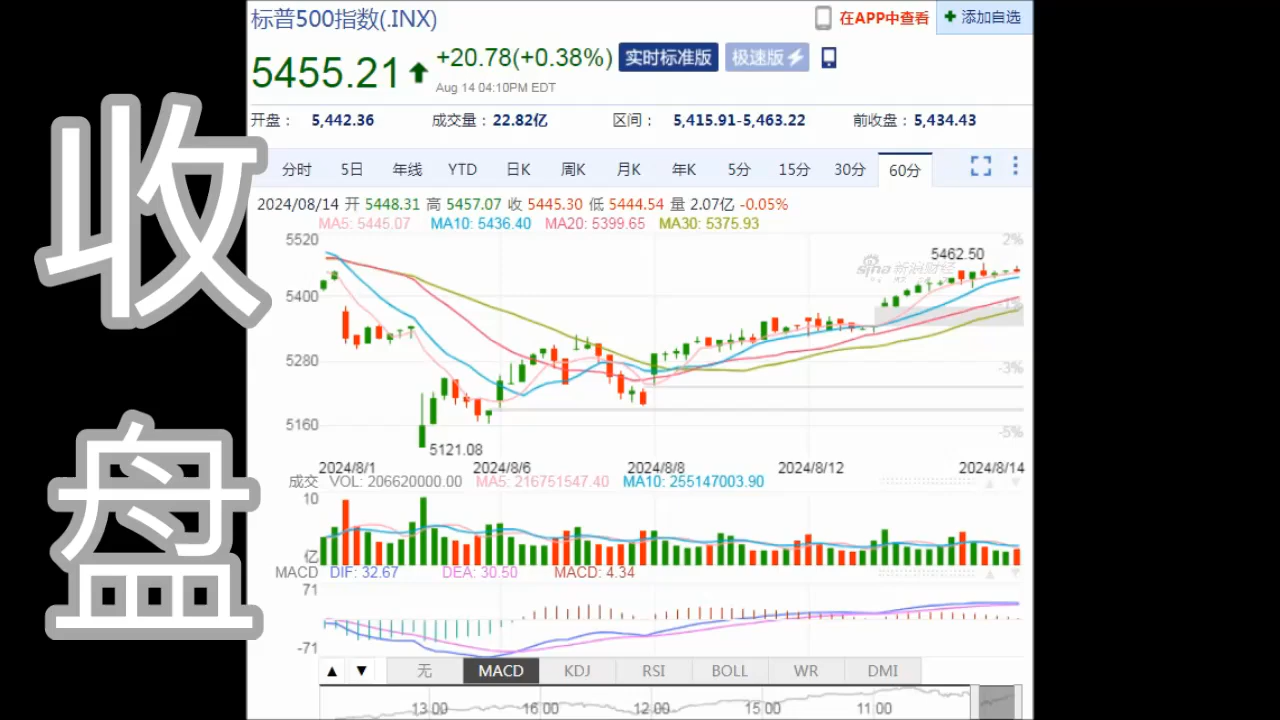 收
盘
标普500指数(.INX)
在APP中查看
添加自选
5455.21
+20.78(+0.38%)
实时标准版
极速版
Aug 14 04:10PM EDT
开盘： 5,442.36 成交量：22.82亿 区间： 5,415.91-5,463.22 前收盘：5,434.43
分时 5日 年线 YTD 日K 周K 月K 年K 5分 15分 30分 60分
2024/08/14 开 5448.31 高 5457.07 收 5445.30 低 5444.54 量 2.07亿 -0.05%
MA5: 5445.07 MA10: 5436.40 MA20: 5399.65 MA30: 5375.93
5520 2%
5462.50
sina 新浪财经
5400 -1%
5280 -3%
5160 -5%
5121.08
2024/8/1 2024/8/6 2024/8/8 2024/8/12 2024/8/14
成交 VOL: 206620000.00 MA5: 216751547.40 MA10: 255147003.90
10
亿
MACD DIF: 32.67 DEA: 30.50 MACD: 4.34
71
-71
▲ ▼ 无 MACD KDJ RSI BOLL WR DMI
13:00 16:00 12:00 15:00 11:00